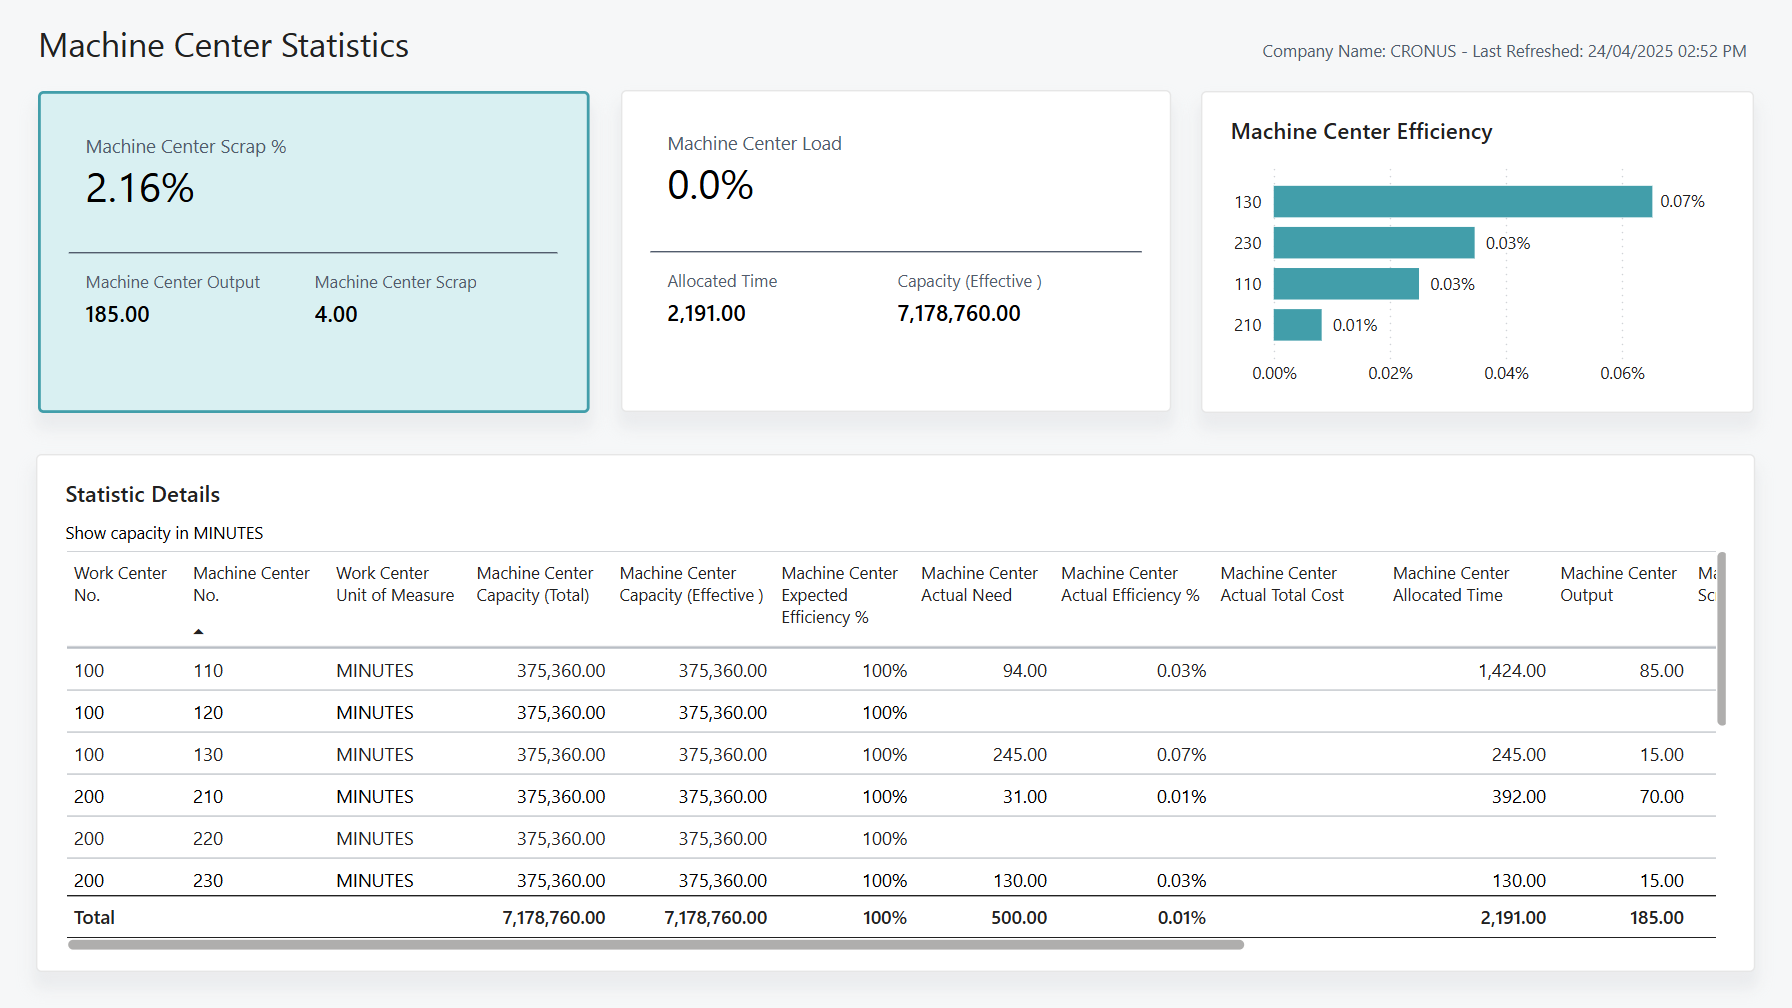 Machine Center Statistics
Company Name: CRONUS - Last Refreshed: 24/04/2025 02:52 PM
Machine Center Scrap %
2.16%
Machine Center Output Machine Center Scrap
185.00 4.00
Machine Center Load
0.0%
Allocated Time Capacity (Effective )
2,191.00 7,178,760.00
Machine Center Efficiency
130 0.07%
230 0.03%
110 0.03%
210 0.01%
0.00% 0.02% 0.04% 0.06%
Statistic Details
Show capacity in MINUTES
Work Center Machine Center Work Center Machine Center Machine Center Machine Center Machine Center Machine Center Machine Center Machine Center Machine Center
No. No. Unit of Measure Capacity (Total) Capacity (Effective ) Expected Actual Need Actual Efficiency % Actual Total Cost Allocated Time Output
Efficiency %
100 110 MINUTES 375,360.00 375,360.00 100% 94.00 0.03% 1,424.00 85.00
100 120 MINUTES 375,360.00 375,360.00 100%
100 130 MINUTES 375,360.00 375,360.00 100% 245.00 0.07% 245.00 15.00
200 210 MINUTES 375,360.00 375,360.00 100% 31.00 0.01% 392.00 70.00
200 220 MINUTES 375,360.00 375,360.00 100%
200 230 MINUTES 375,360.00 375,360.00 100% 130.00 0.03% 130.00 15.00
Total 7,178,760.00 7,178,760.00 100% 500.00 0.01% 2,191.00 185.00